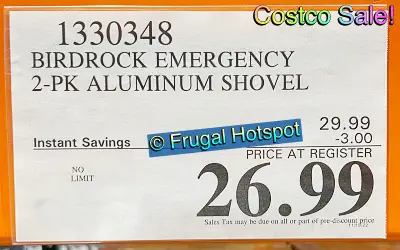 Costco Sale!
1330348
BIRDROCK EMERGENCY
2-PK ALUMINUM SHOVEL
29.99
Instant Savings -3.00
© Frugal Hotspot
PRICE AT REGISTER
NO
LIMIT
26.99
Sales Tax may be due on all or part of pre-discount price